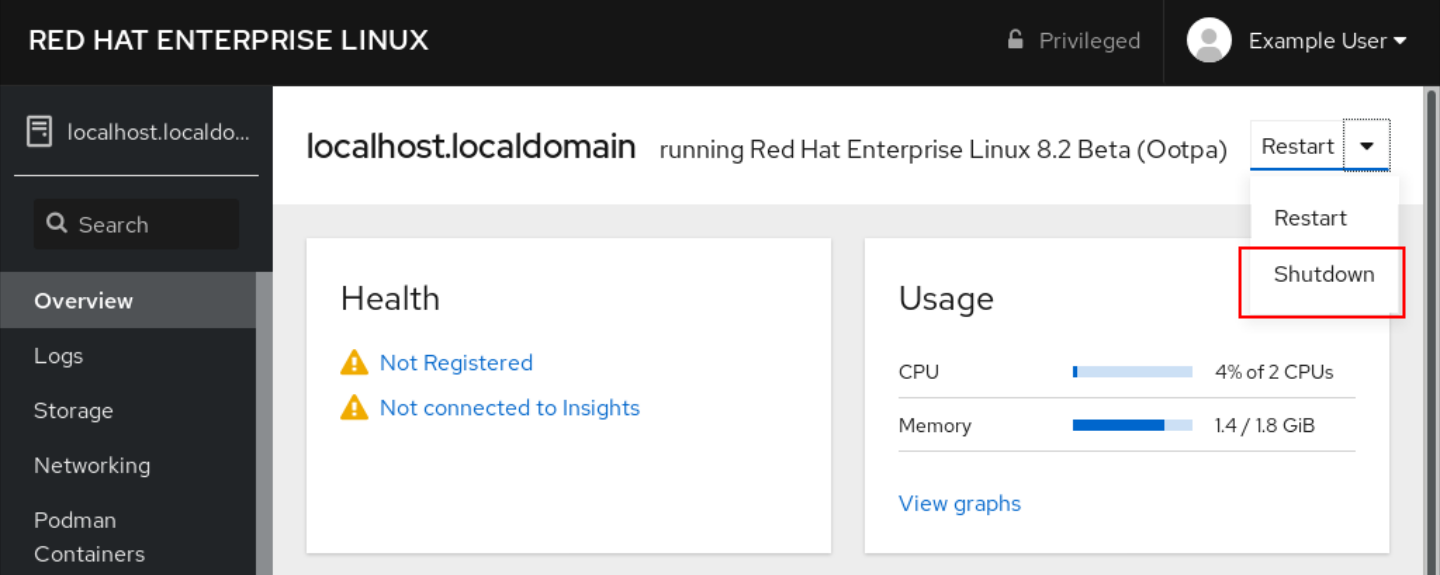 RED HAT ENTERPRISE LINUX
Privileged
Example User
localhost.localdo...
Search
Overview
Logs
Storage
Networking
Podman
Containers
localhost.localdomain running Red Hat Enterprise Linux 8.2 Beta (Ootpa)
Restart
Restart
Shutdown
Health
Not Registered
Not connected to Insights
Usage
CPU 4% of 2 CPUs
Memory 1.4 / 1.8 GiB
View graphs